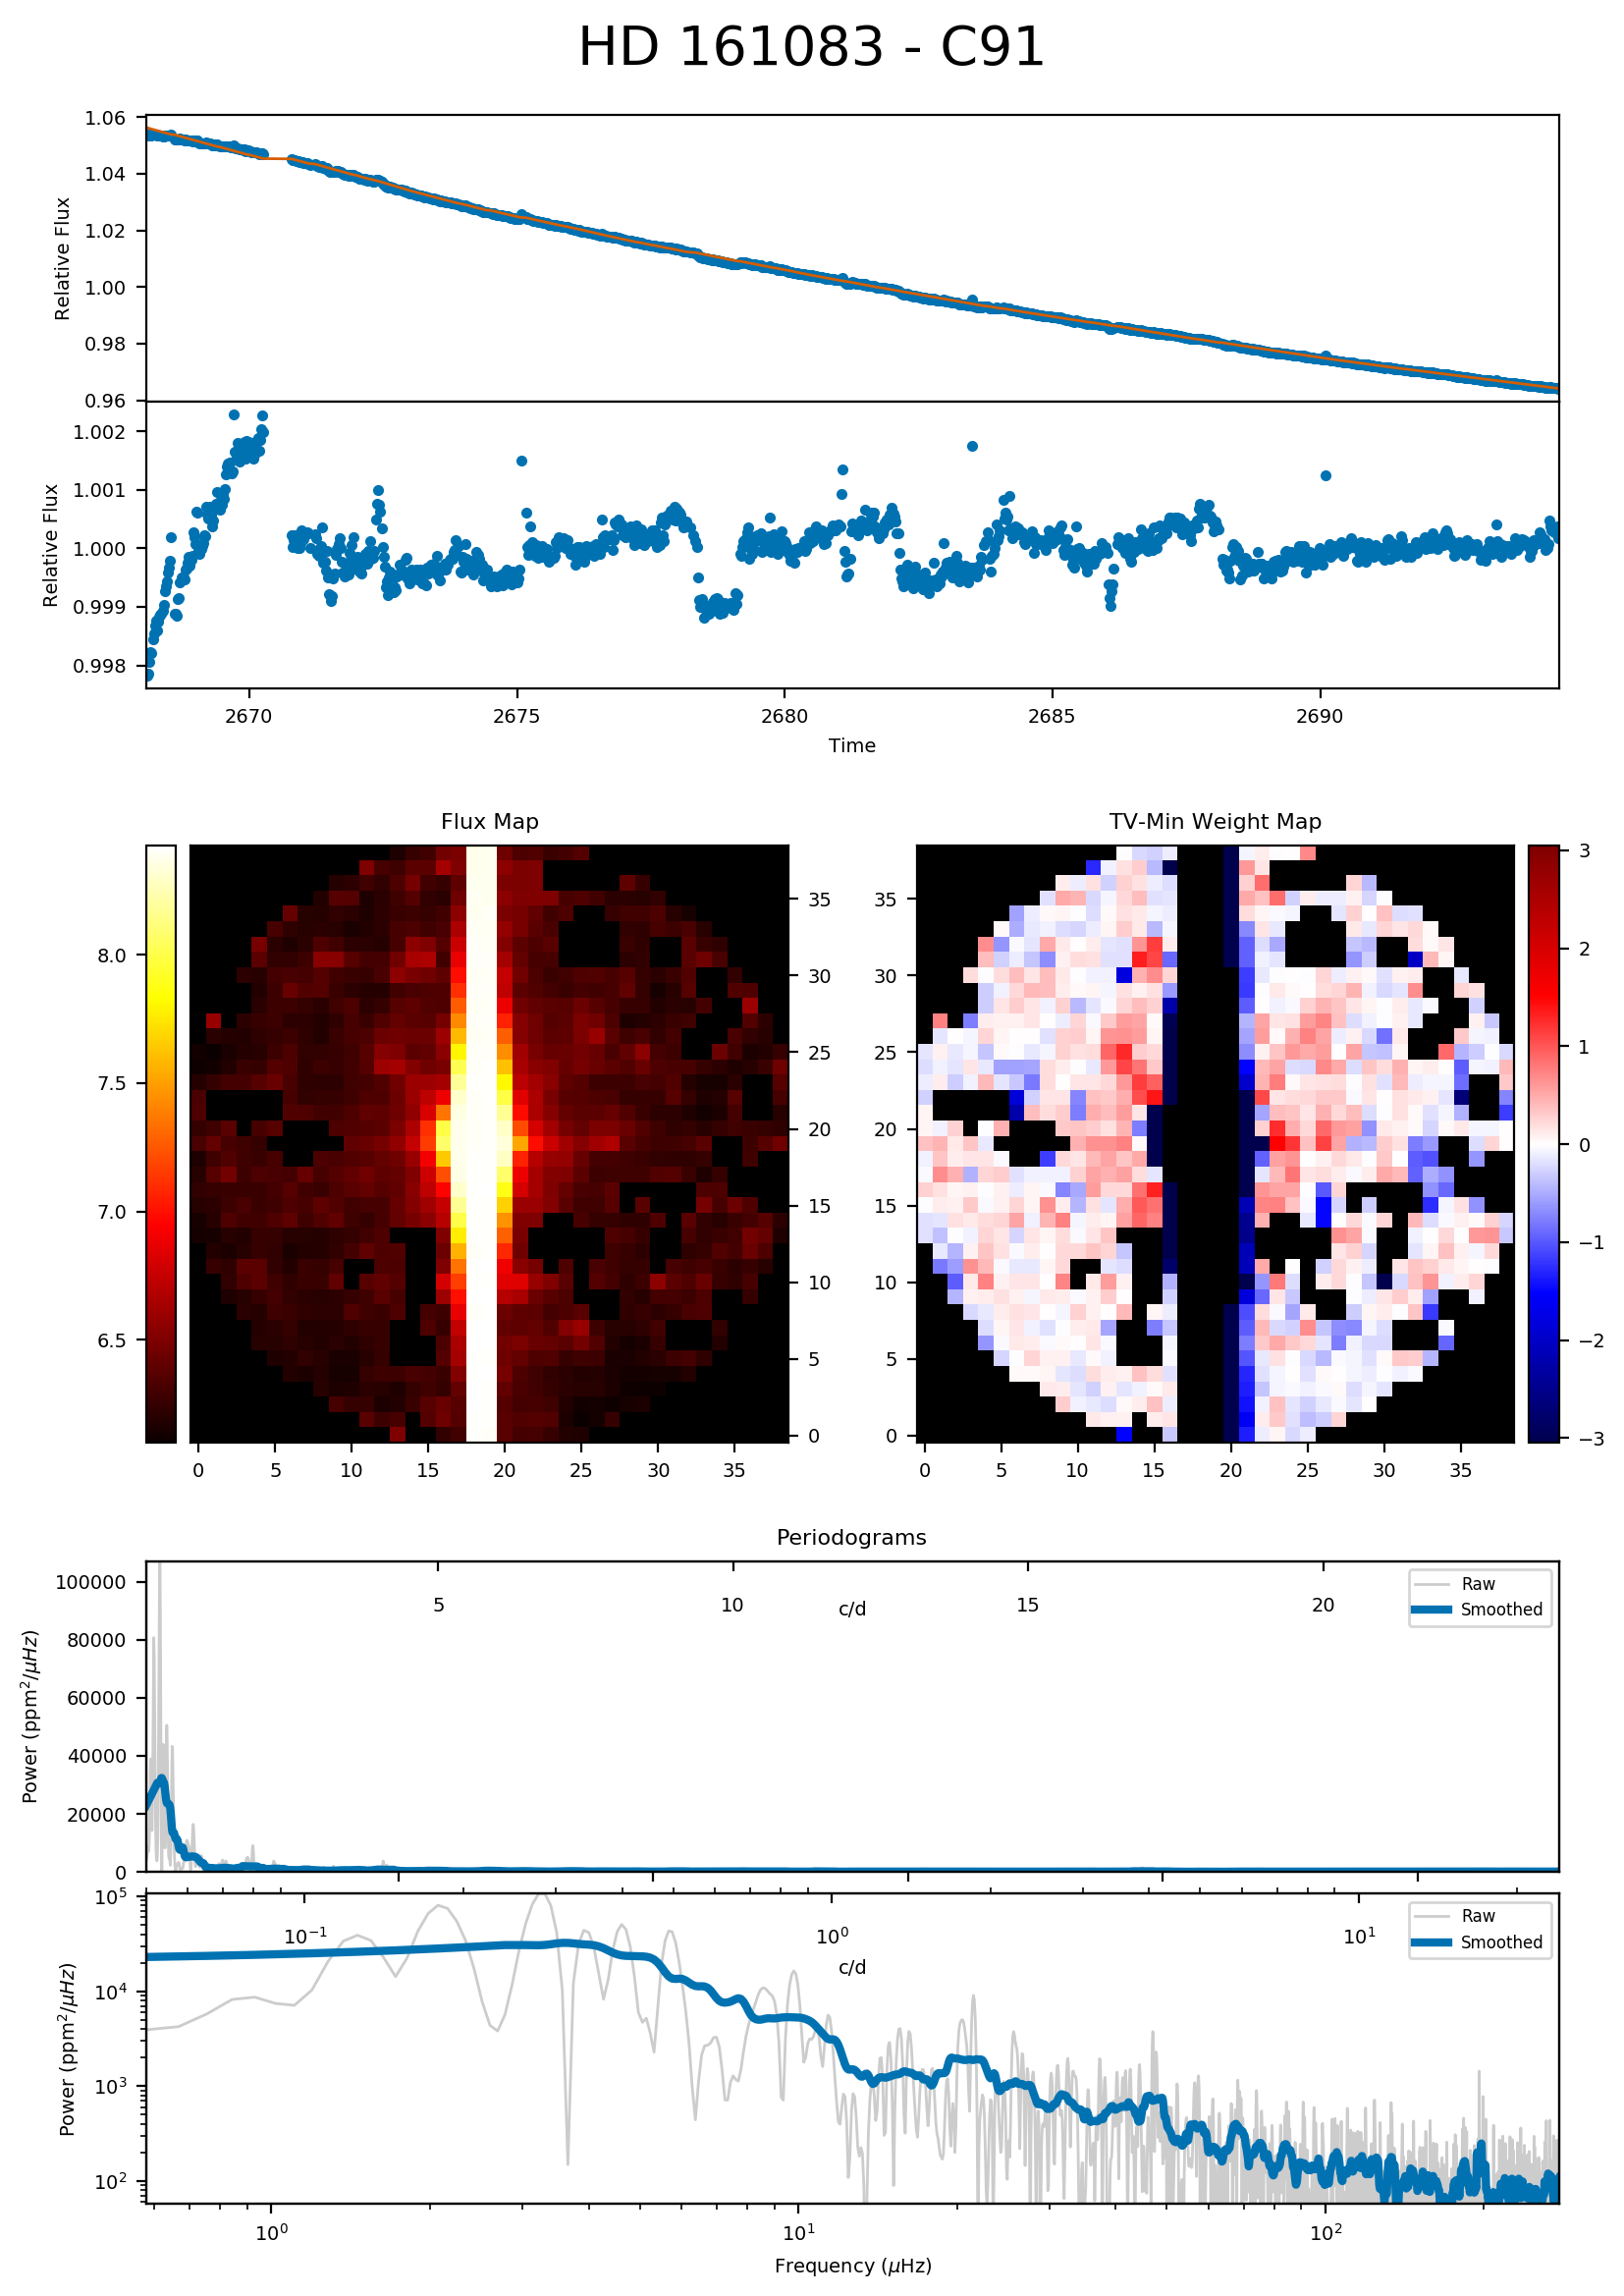 HD 161083 - C91
1.06
1.04
1.02
1.00
0.98
0.96
Relative Flux
1.002
1.001
1.000
0.999
0.998
Relative Flux
2670 2675 2680 2685 2690
Time
Flux Map
8.0
7.5
7.0
6.5
35
30
25
20
15
10
5
0
0 5 10 15 20 25 30 35
TV-Min Weight Map
35
30
25
20
15
10
5
0
0 5 10 15 20 25 30 35
3
2
1
0
−1
−2
−3
Periodograms
100000
80000
60000
40000
20000
0
Power (ppm²/μHz)
5 10 15 20
c/d
Raw
Smoothed
10⁵
10⁴
10³
10²
Power (ppm²/μHz)
10⁻¹ 10⁰ 10¹
c/d
Raw
Smoothed
10⁰ 10¹ 10²
Frequency (μHz)